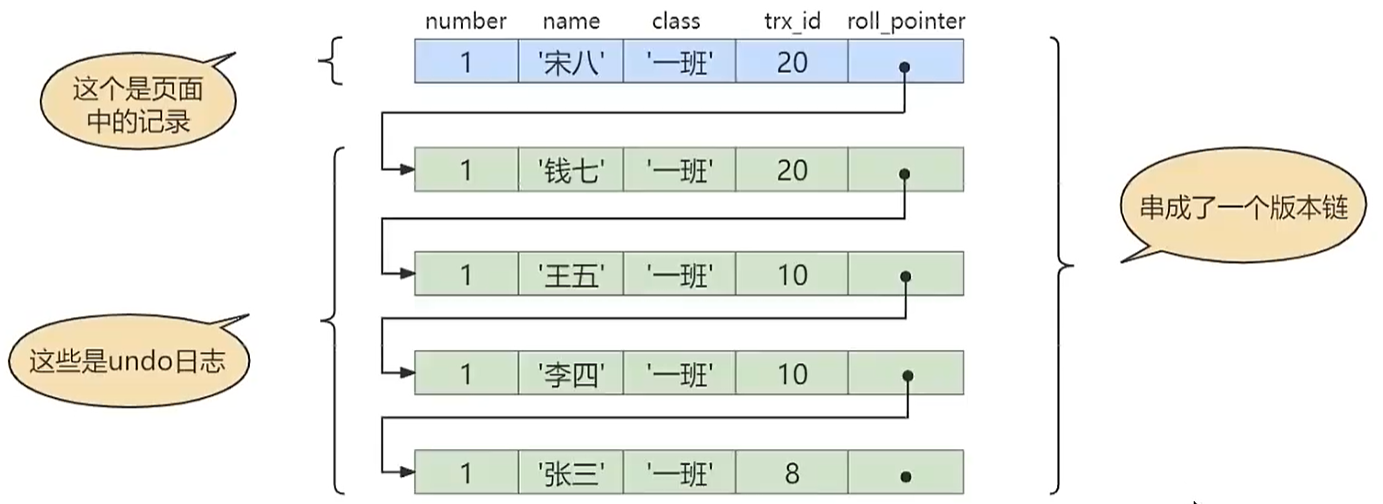 number name class trx_id roll_pointer
1 '宋八' '一班' 20
这个是页面
中的记录
1 '钱七' '一班' 20
串成了一个版本链
1 '王五' '一班' 10
这些是undo日志
1 '李四' '一班' 10
1 '张三' '一班' 8